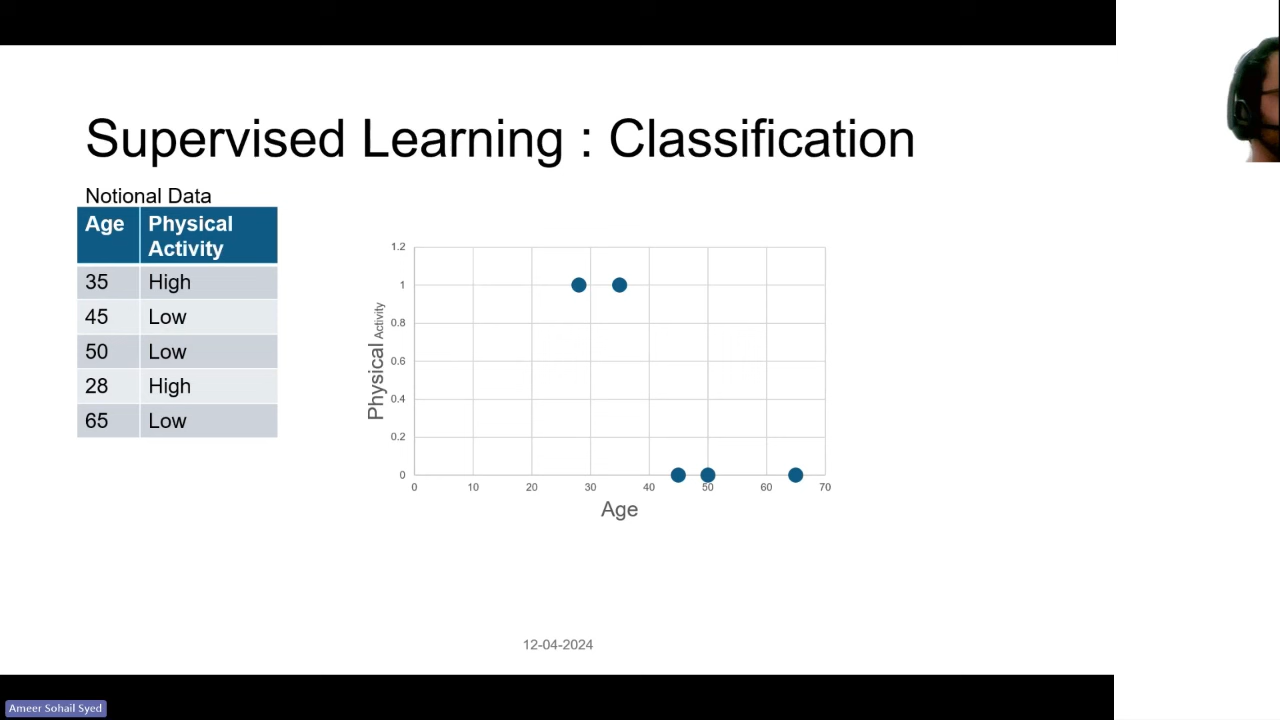 Supervised Learning : Classification
Notional Data
Age Physical Activity
35 High
45 Low
50 Low
28 High
65 Low
1.2
1
0.8
0.6
0.4
0.2
0
Physical Activity
0 10 20 30 40 50 60 70
Age
12-04-2024
Ameer Sohail Syed